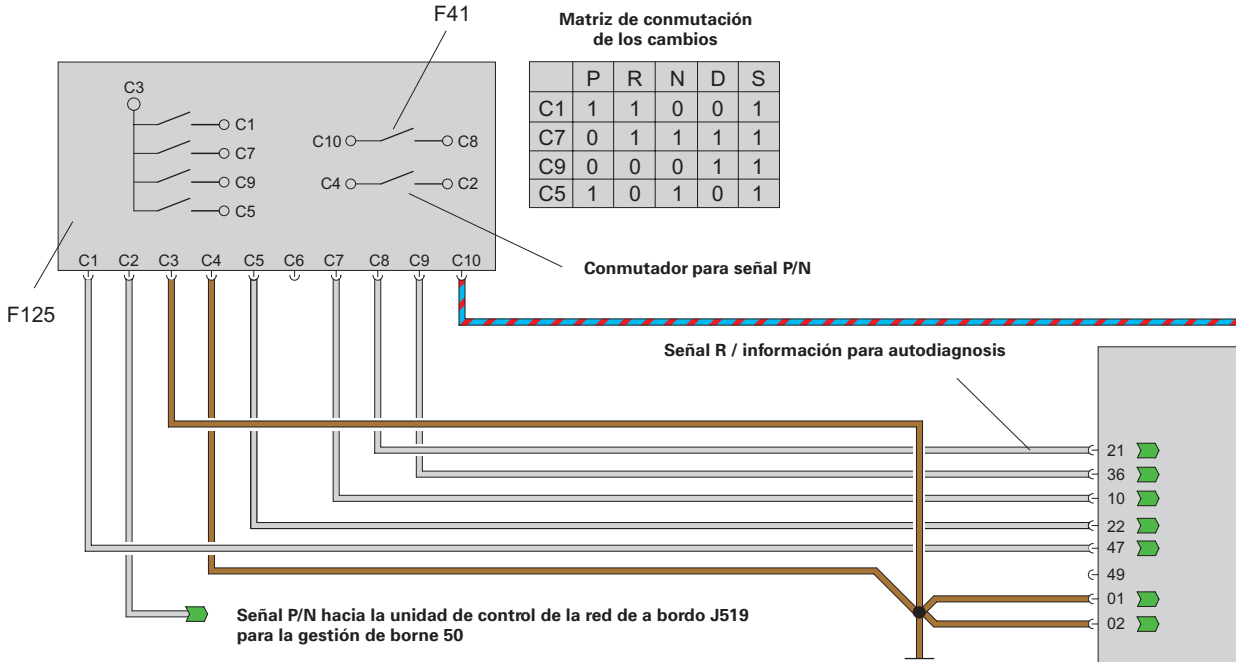 F41
Matriz de conmutación
de los cambios
P R N D S
C1 1 1 0 0 1
C7 0 1 1 1 1
C9 0 0 0 1 1
C5 1 0 1 0 1
C3
C1
C7
C9
C5
C10 C8
C4 C2
C1 C2 C3 C4 C5 C6 C7 C8 C9 C10
Conmutador para señal P/N
F125
Señal R / información para autodiagnosis
21
36
10
22
47
49
01
02
Señal P/N hacia la unidad de control de la red de a bordo J519
para la gestión de borne 50